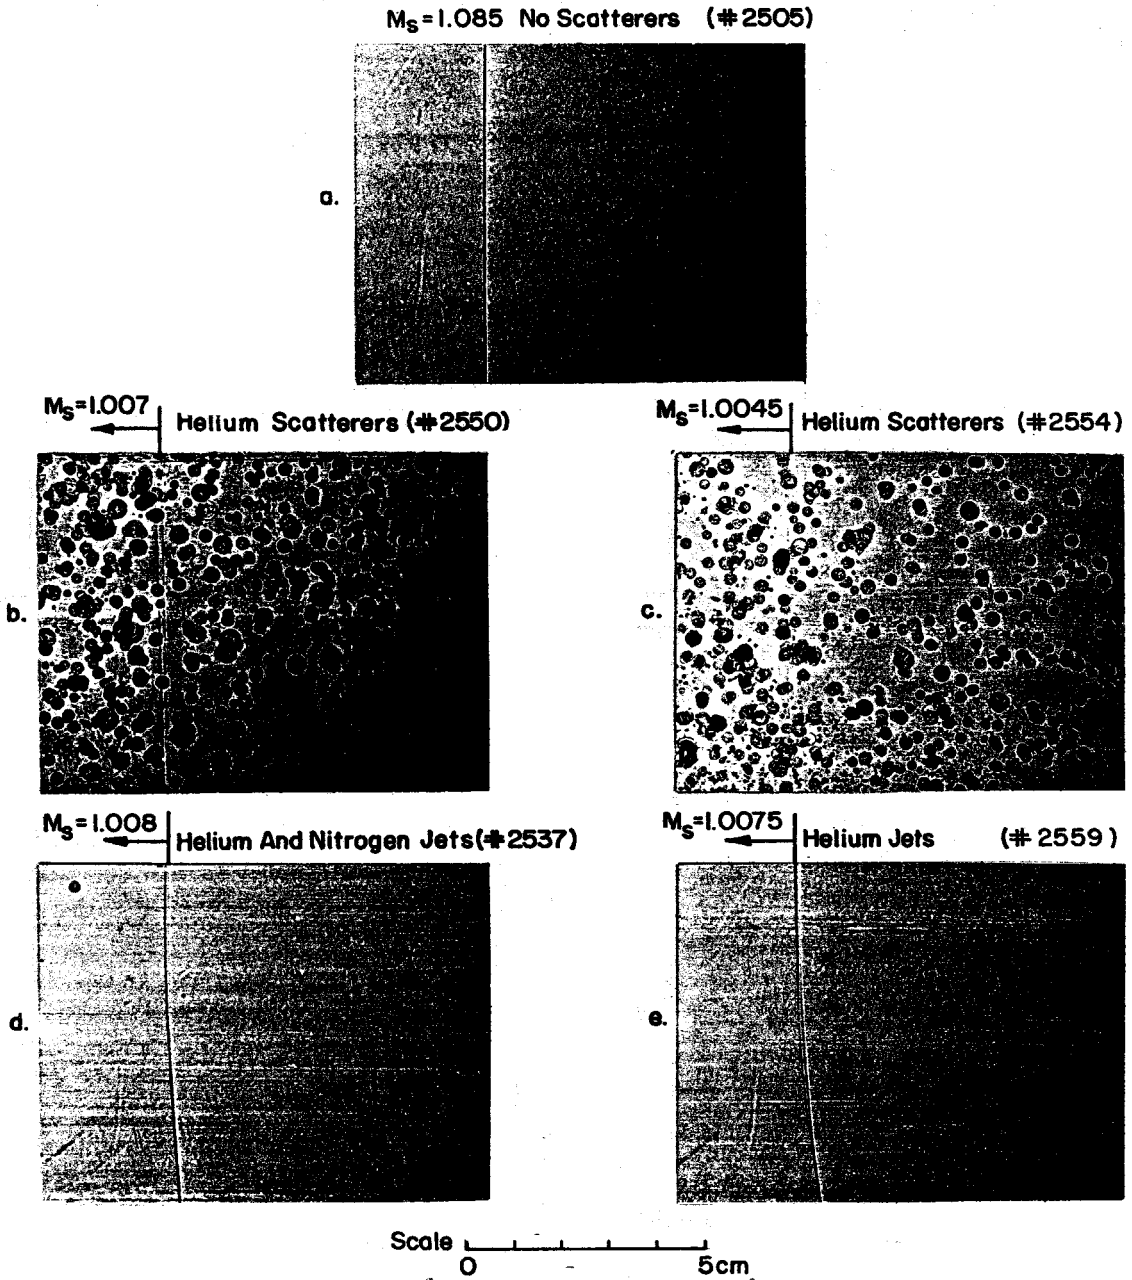 Ms=1.085 No Scatterers (#2505)
a.
Ms=1.007 Helium Scatterers (#2550)
Ms=1.0045 Helium Scatterers (#2554)
b.
c.
Ms=1.008 Helium And Nitrogen Jets(#2537)
Ms=1.0075 Helium Jets (#2559)
d.
e.
Scale
0 5cm